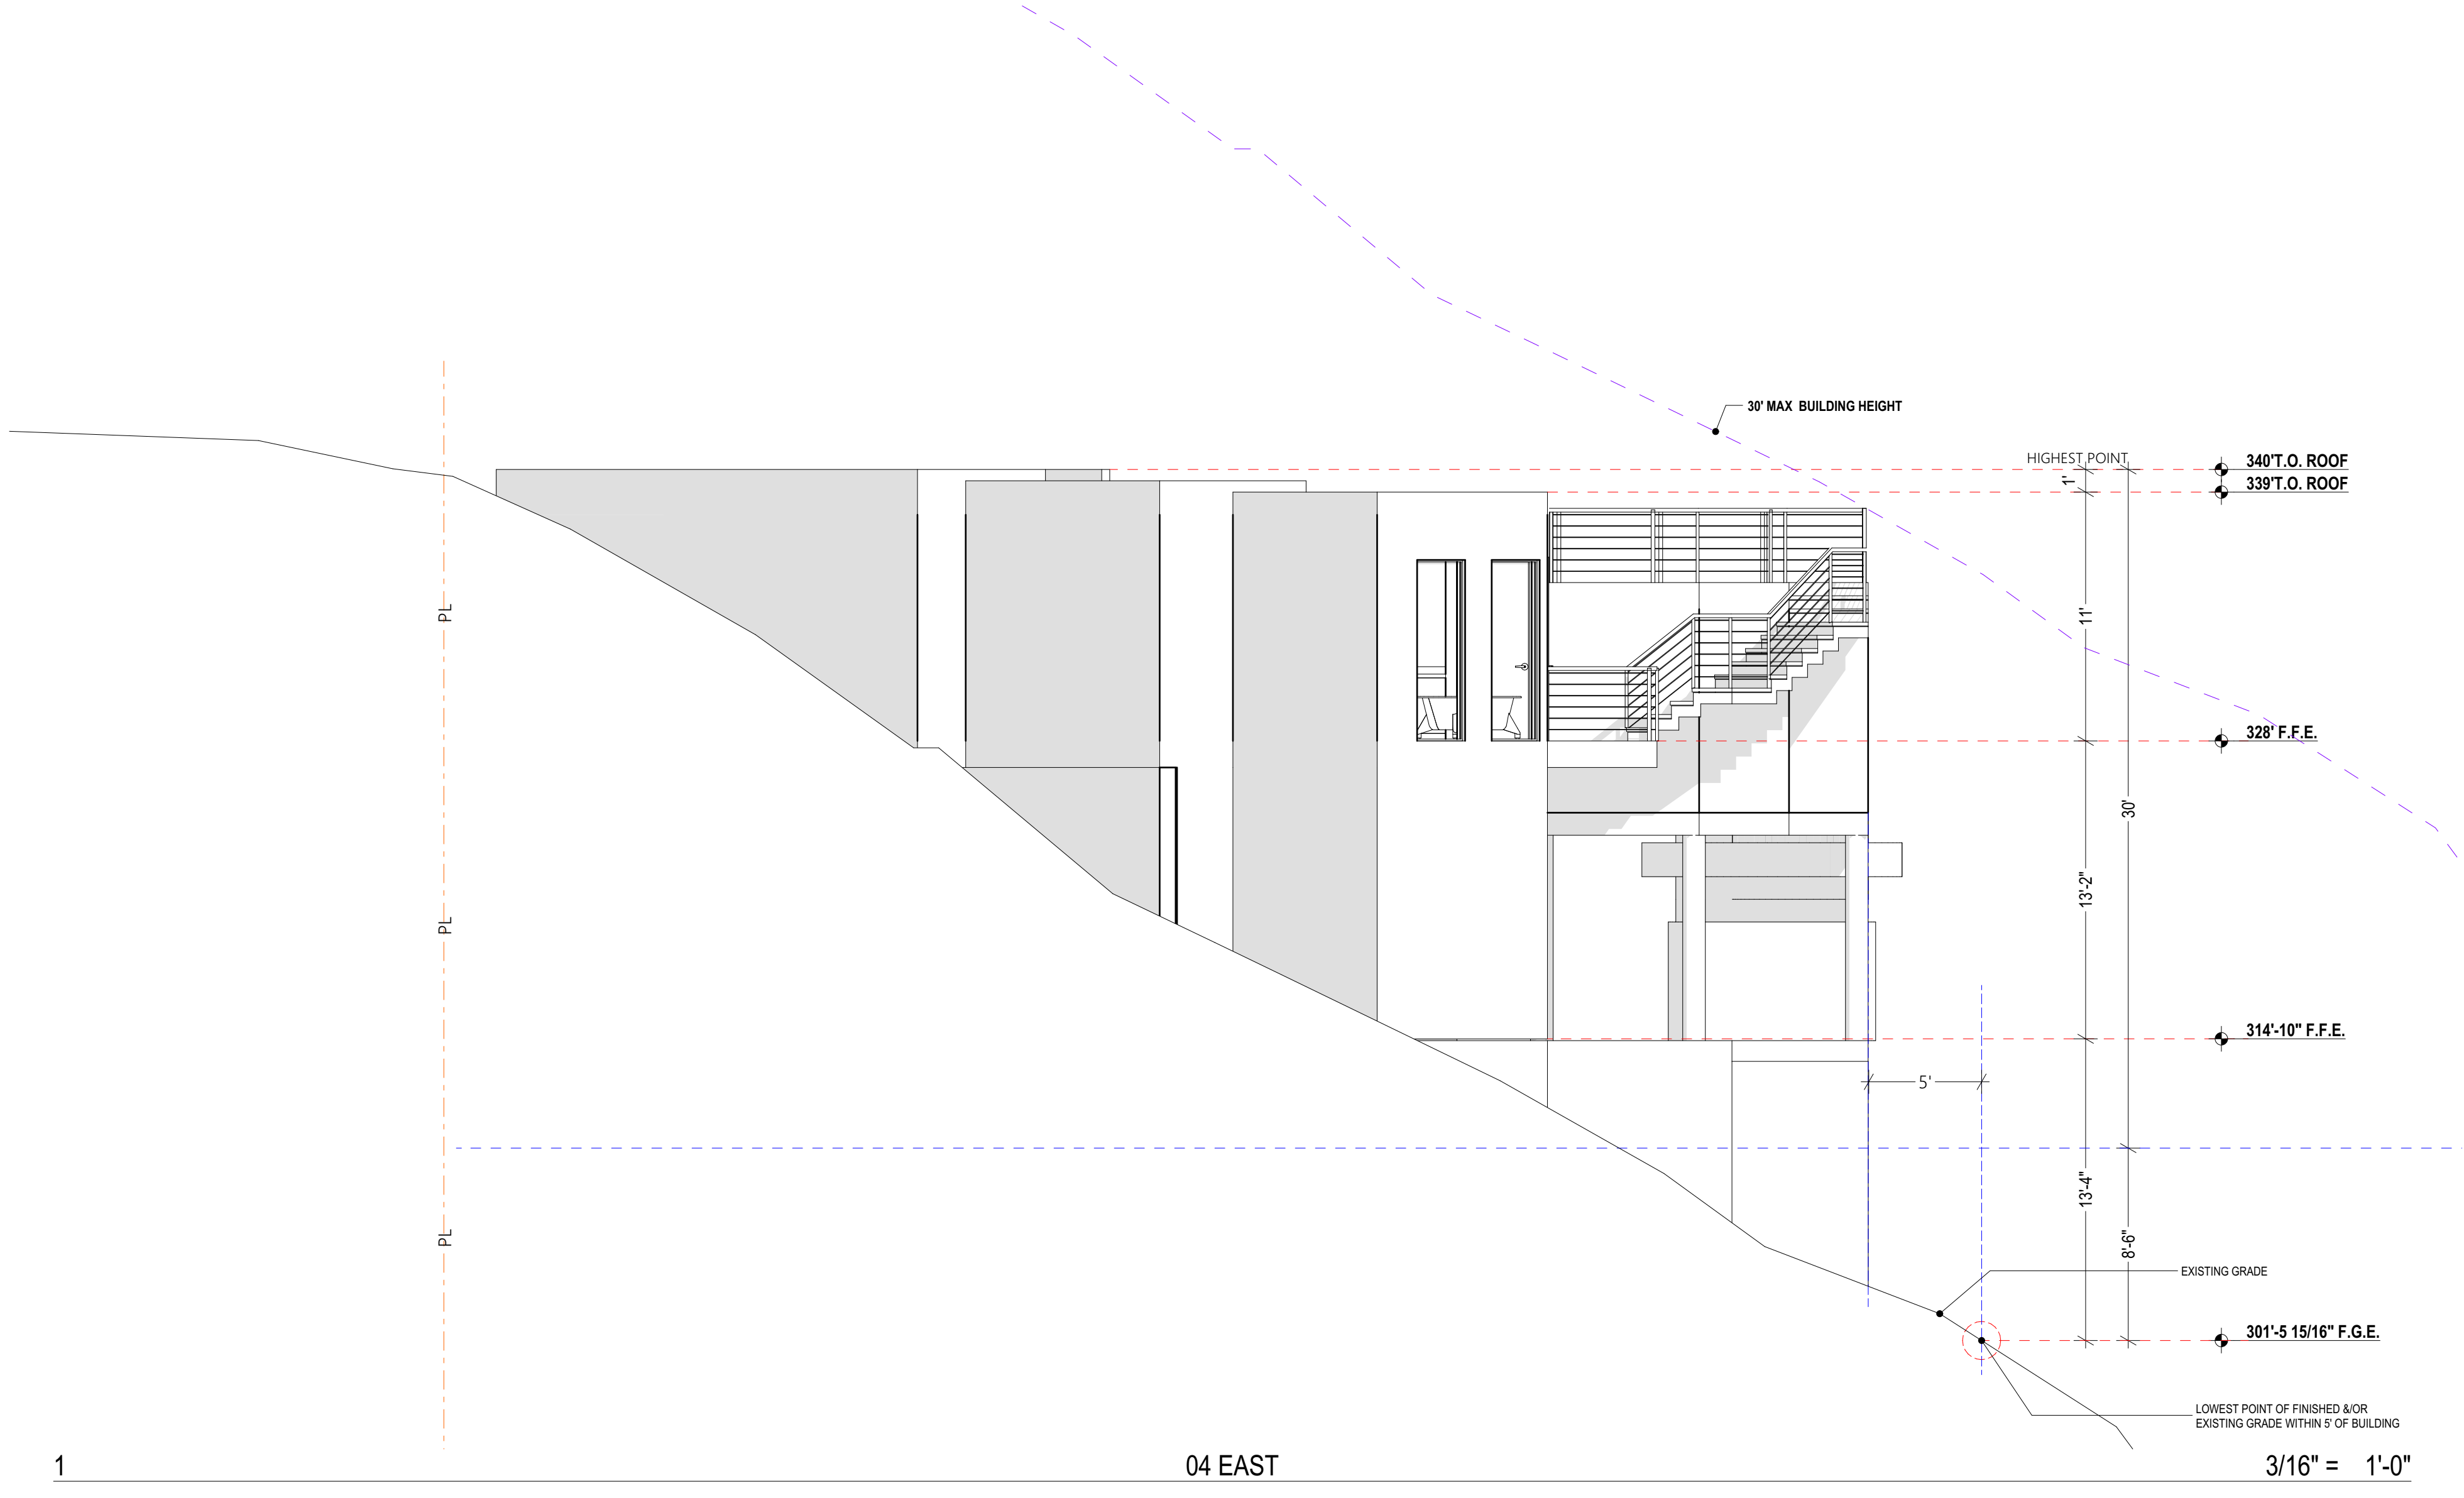 30' MAX  BUILDING HEIGHT
HIGHEST POINT
340'T.O. ROOF
339'T.O. ROOF
1'
PL
11'
328' F.F.E.
30'
13'-2"
PL
314'-10" F.F.E.
5'
13'-4"
PL
8'-6"
EXISTING GRADE
301'-5 15/16" F.G.E.
LOWEST POINT OF FINISHED &/OR
EXISTING GRADE WITHIN 5' OF BUILDING
1
04 EAST
3/16" =    1'-0"